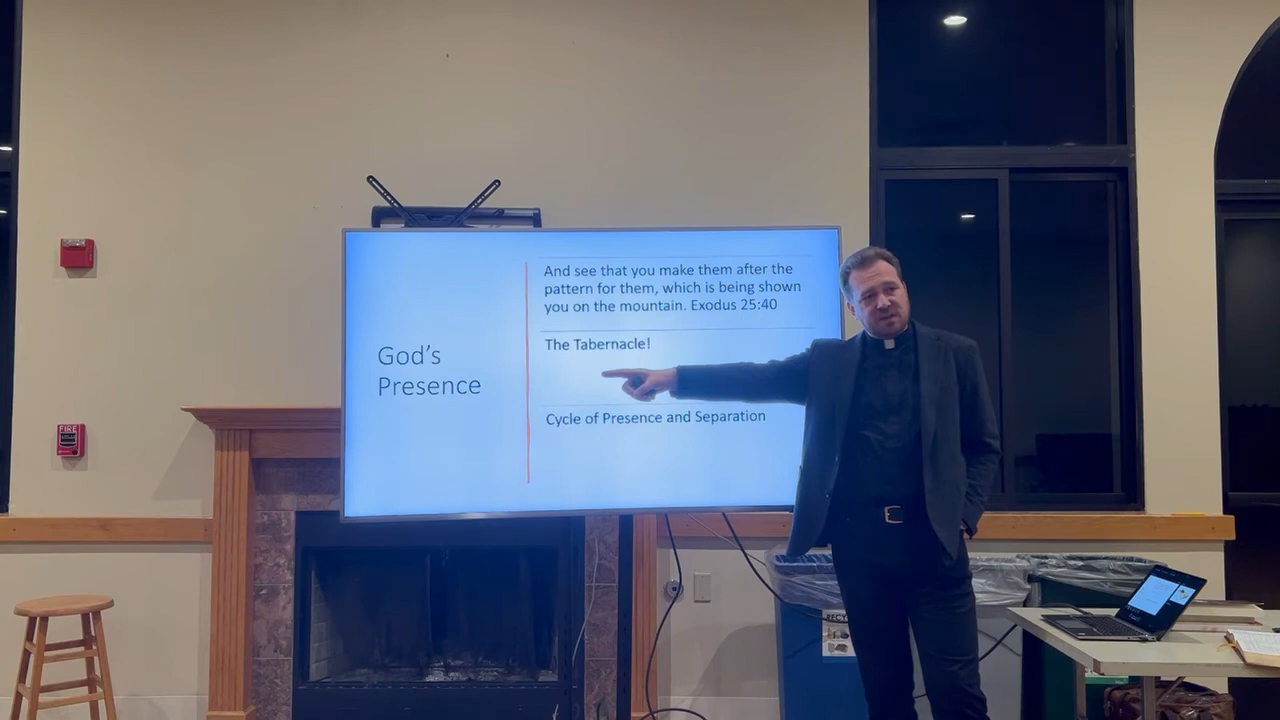 God's
Presence
And see that you make them after the
pattern for them, which is being shown
you on the mountain. Exodus 25:40
The Tabernacle!
Cycle of Presence and Separation
FIRE